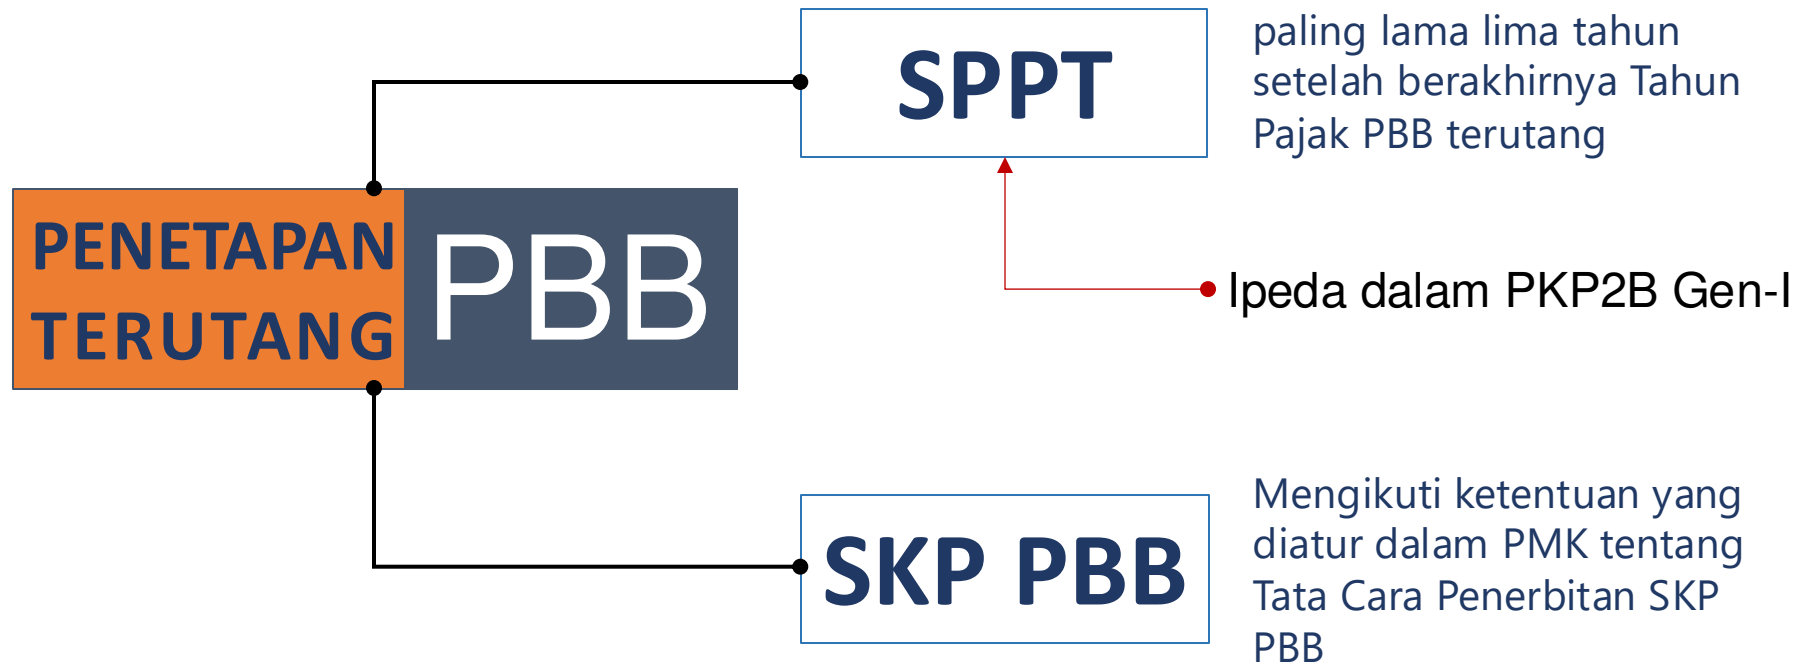 SPPT
paling lama lima tahun
setelah berakhirnya Tahun
Pajak PBB terutang
PENETAPAN
TERUTANG
PBB
Ipeda dalam PKP2B Gen-I
SKP PBB
Mengikuti ketentuan yang
diatur dalam PMK tentang
Tata Cara Penerbitan SKP
PBB